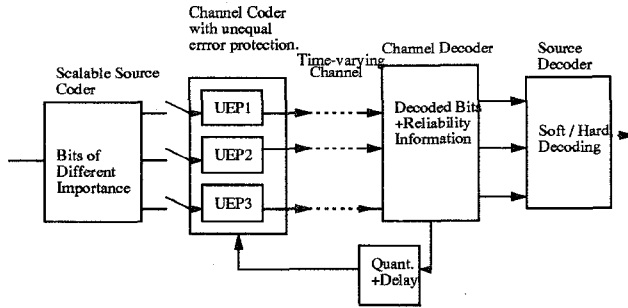 Channel Coder
with unequal
errror protection.
Time-varying
Channel
Channel Decoder
Source
Decoder
Scalable Source
Coder
UEP1
UEP2
UEP3
Bits of
Different
Importance
Decoded Bits
+Reliability
Information
Soft / Hard
Decoding
Quant.
+Delay